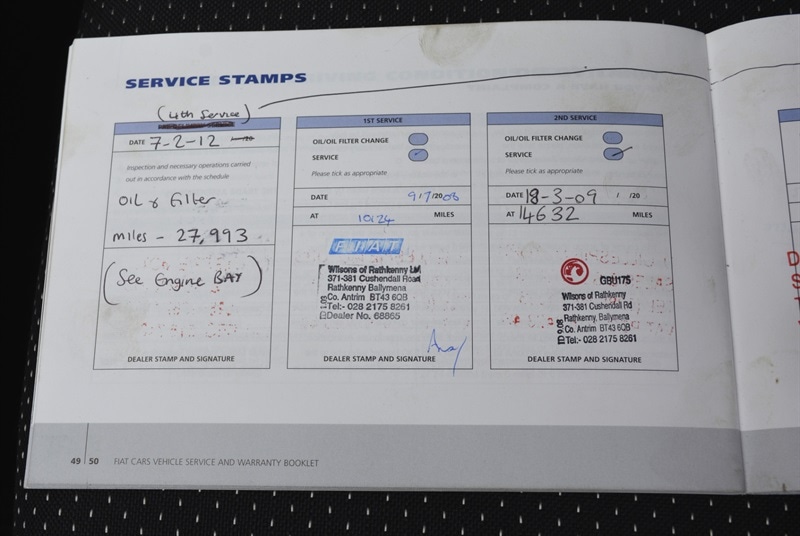 SERVICE STAMPS
(4th Service)
DATE 7-2-12
Inspection and necessary operations carried
out in accordance with the schedule
OIL & Filter
miles - 27,993
(See Engine BAY)
DEALER STAMP AND SIGNATURE
1ST SERVICE
OIL/OIL FILTER CHANGE
SERVICE
Please tick as appropriate
DATE 9/7/2008
AT 10124 MILES
FIAT
Wilsons of Rathkenny Ltd
371-381 Cushendall Road
Rathkenny Ballymena
Co. Antrim BT43 6QB
Tel:- 028 2175 8261
Dealer No. 68865
DEALER STAMP AND SIGNATURE
2ND SERVICE
OIL/OIL FILTER CHANGE
SERVICE
Please tick as appropriate
DATE 18-3-09 / /20
AT 14632 MILES
GBU175
Wilsons of Rathkenny
371-381 Cushendall Rd
Rathkenny, Ballymena
Co. Antrim BT43 6QB
Tel:- 028 2175 8261
DEALER STAMP AND SIGNATURE
49 50 FIAT CARS VEHICLE SERVICE AND WARRANTY BOOKLET